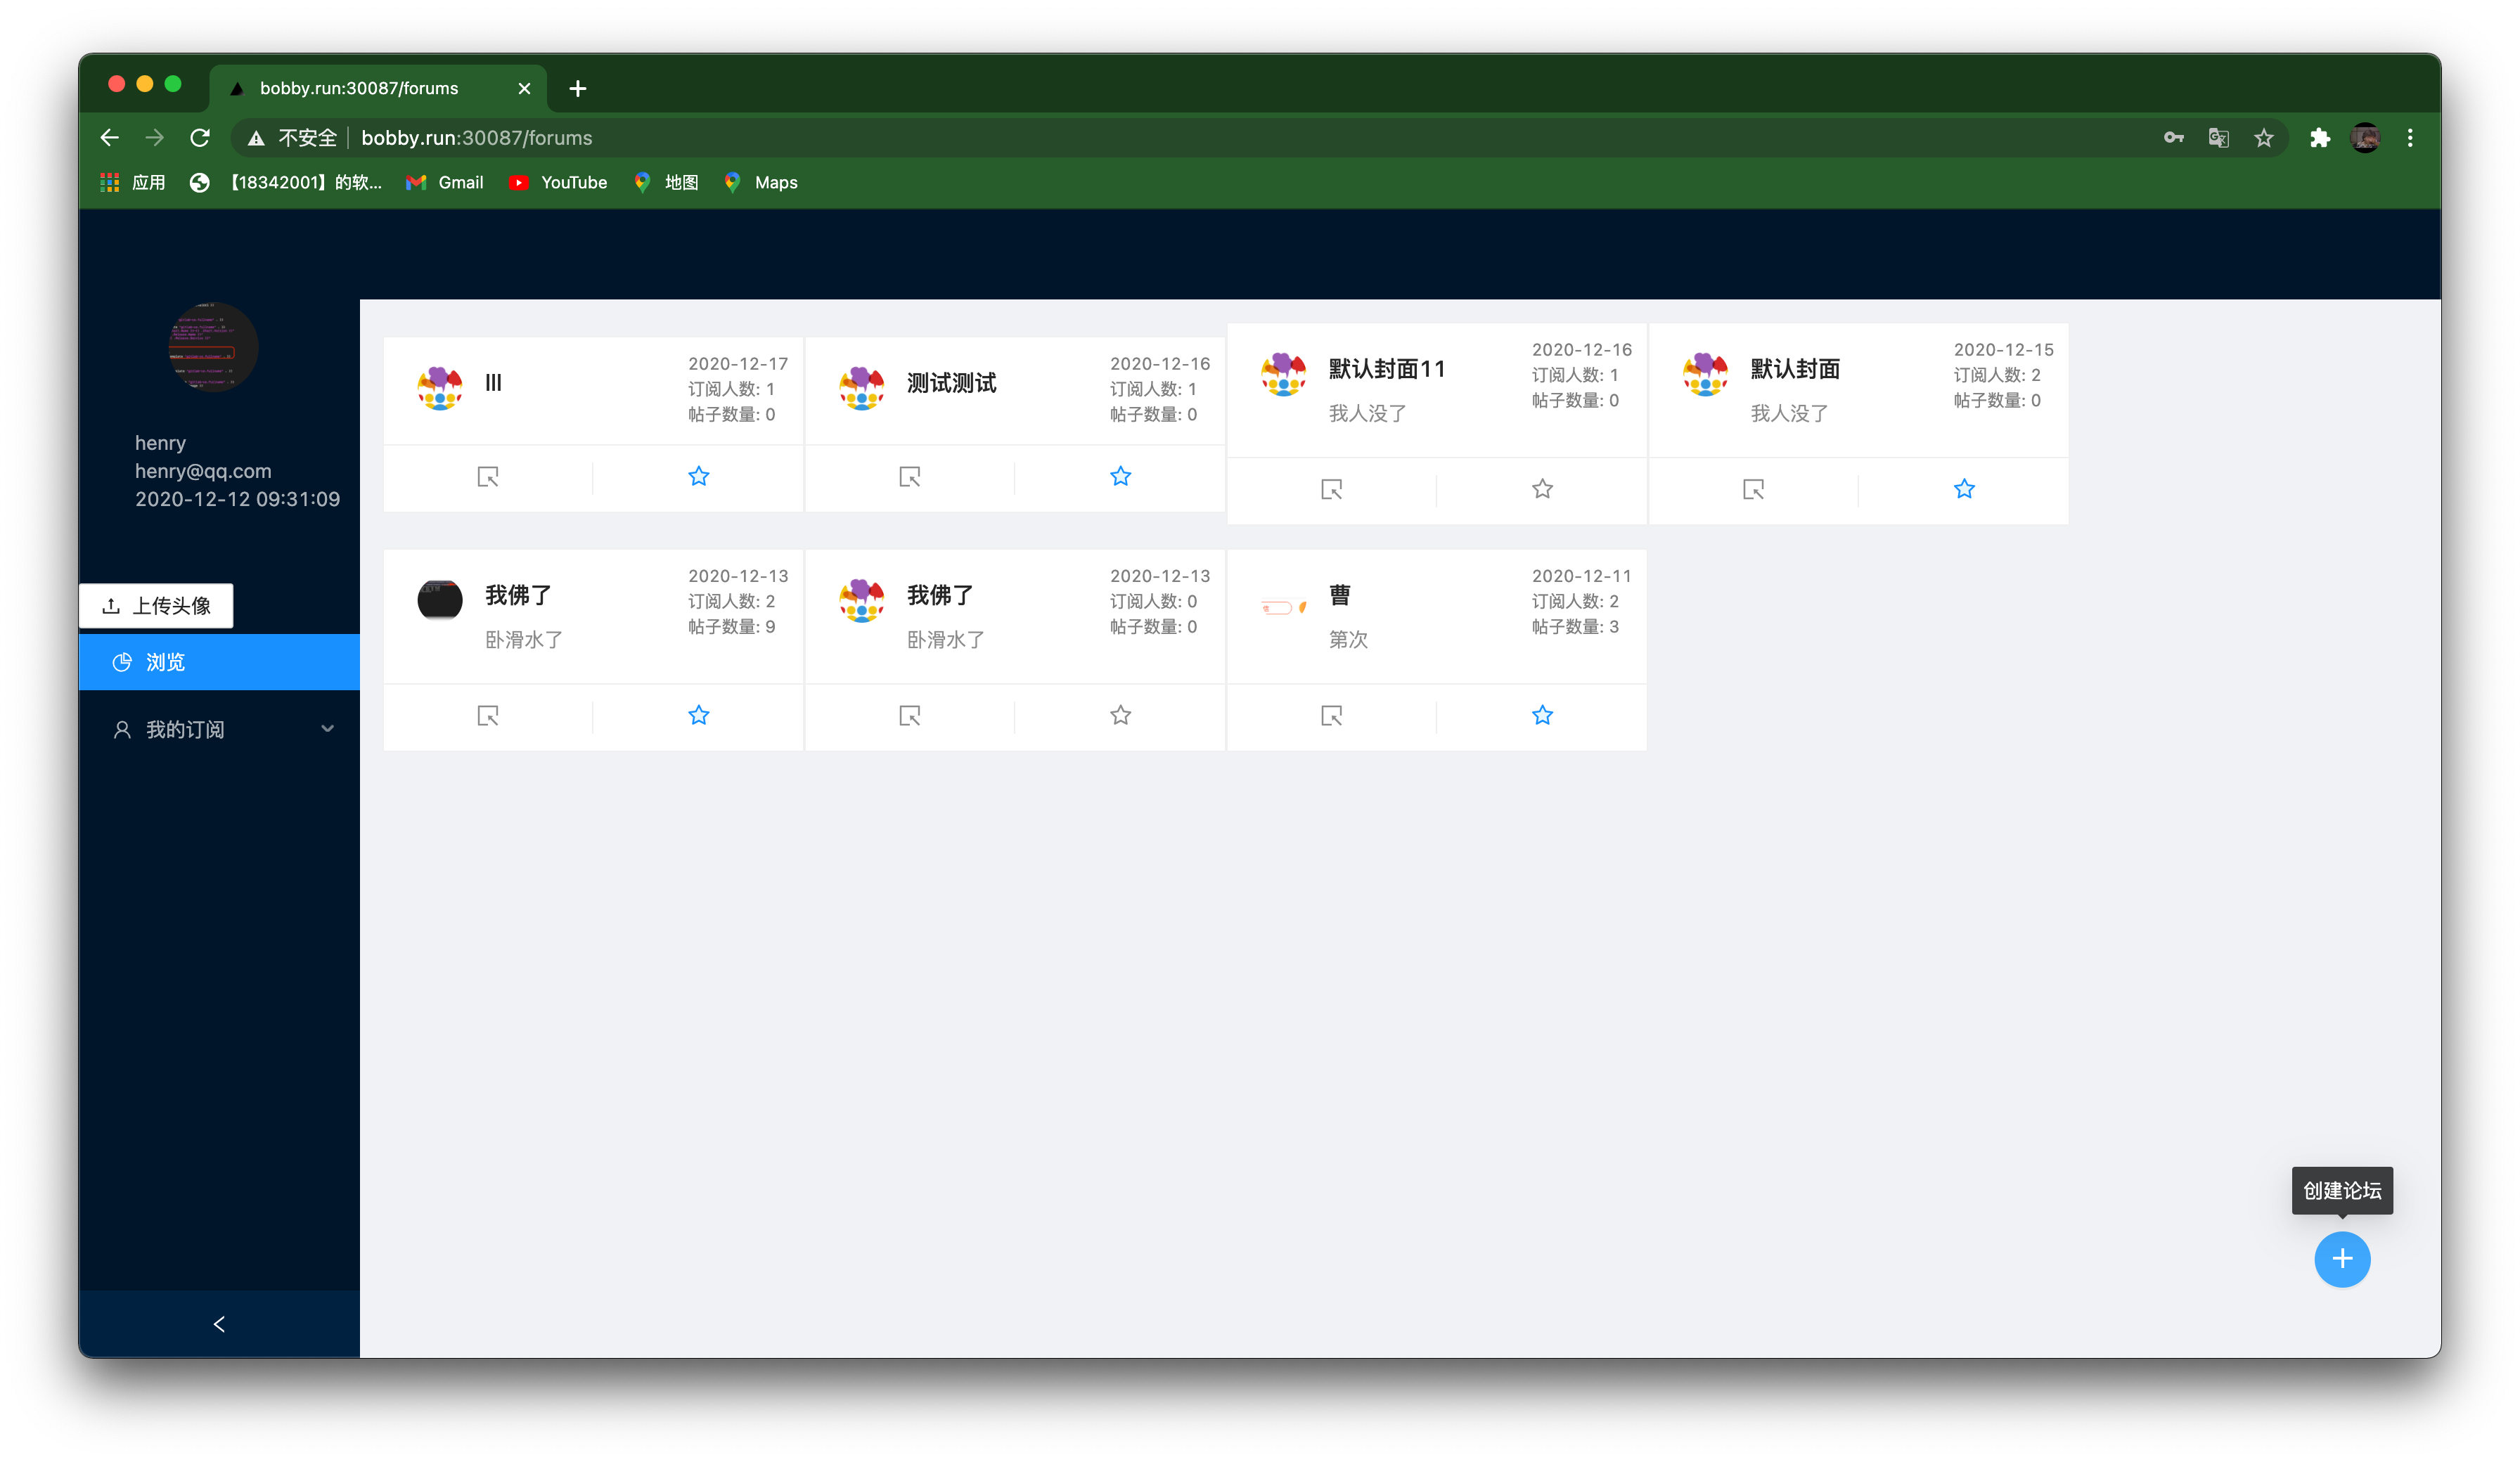 bobby.run:30087/forums
不安全 bobby.run:30087/forums
应用 【18342001】的软... Gmail YouTube 地图 Maps
henry
henry@qq.com
2020-12-12 09:31:09
上传头像
浏览
我的订阅
lll
2020-12-17
订阅人数: 1
帖子数量: 0
测试测试
2020-12-16
订阅人数: 1
帖子数量: 0
默认封面11
我人没了
2020-12-16
订阅人数: 1
帖子数量: 0
默认封面
我人没了
2020-12-15
订阅人数: 2
帖子数量: 0
我佛了
卧滑水了
2020-12-13
订阅人数: 2
帖子数量: 9
我佛了
卧滑水了
2020-12-13
订阅人数: 0
帖子数量: 0
曹
第次
2020-12-11
订阅人数: 2
帖子数量: 3
创建论坛